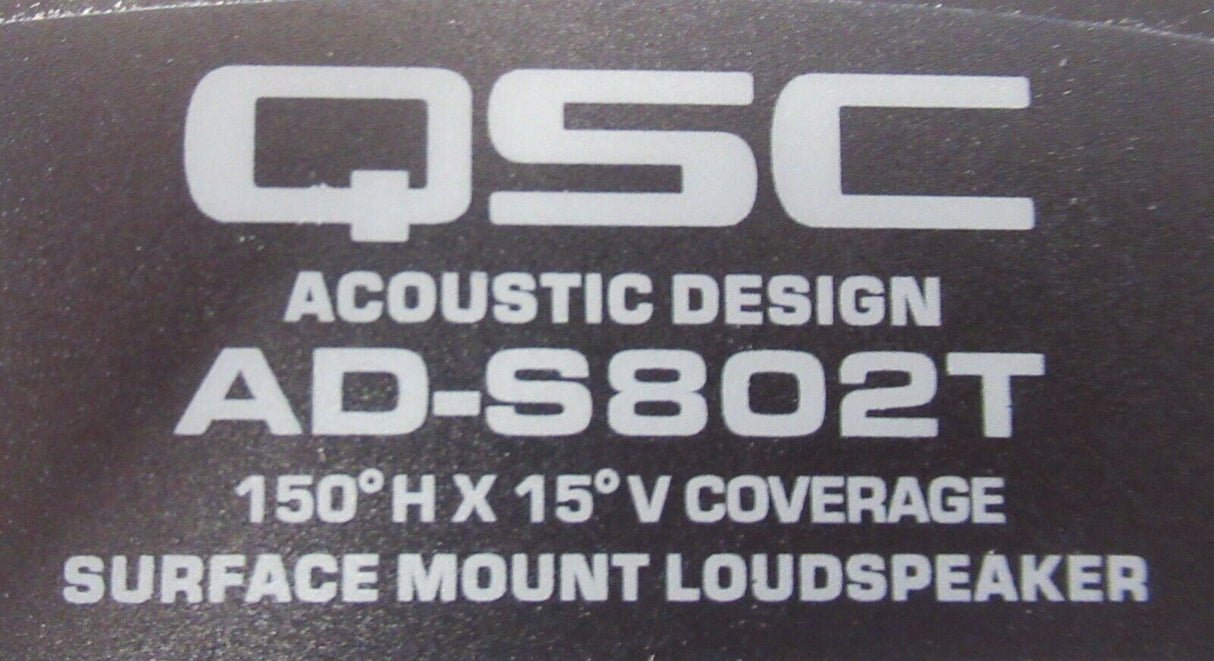 QSC
ACOUSTIC DESIGN
AD-S802T
150° H X 15° V COVERAGE
SURFACE MOUNT LOUDSPEAKER